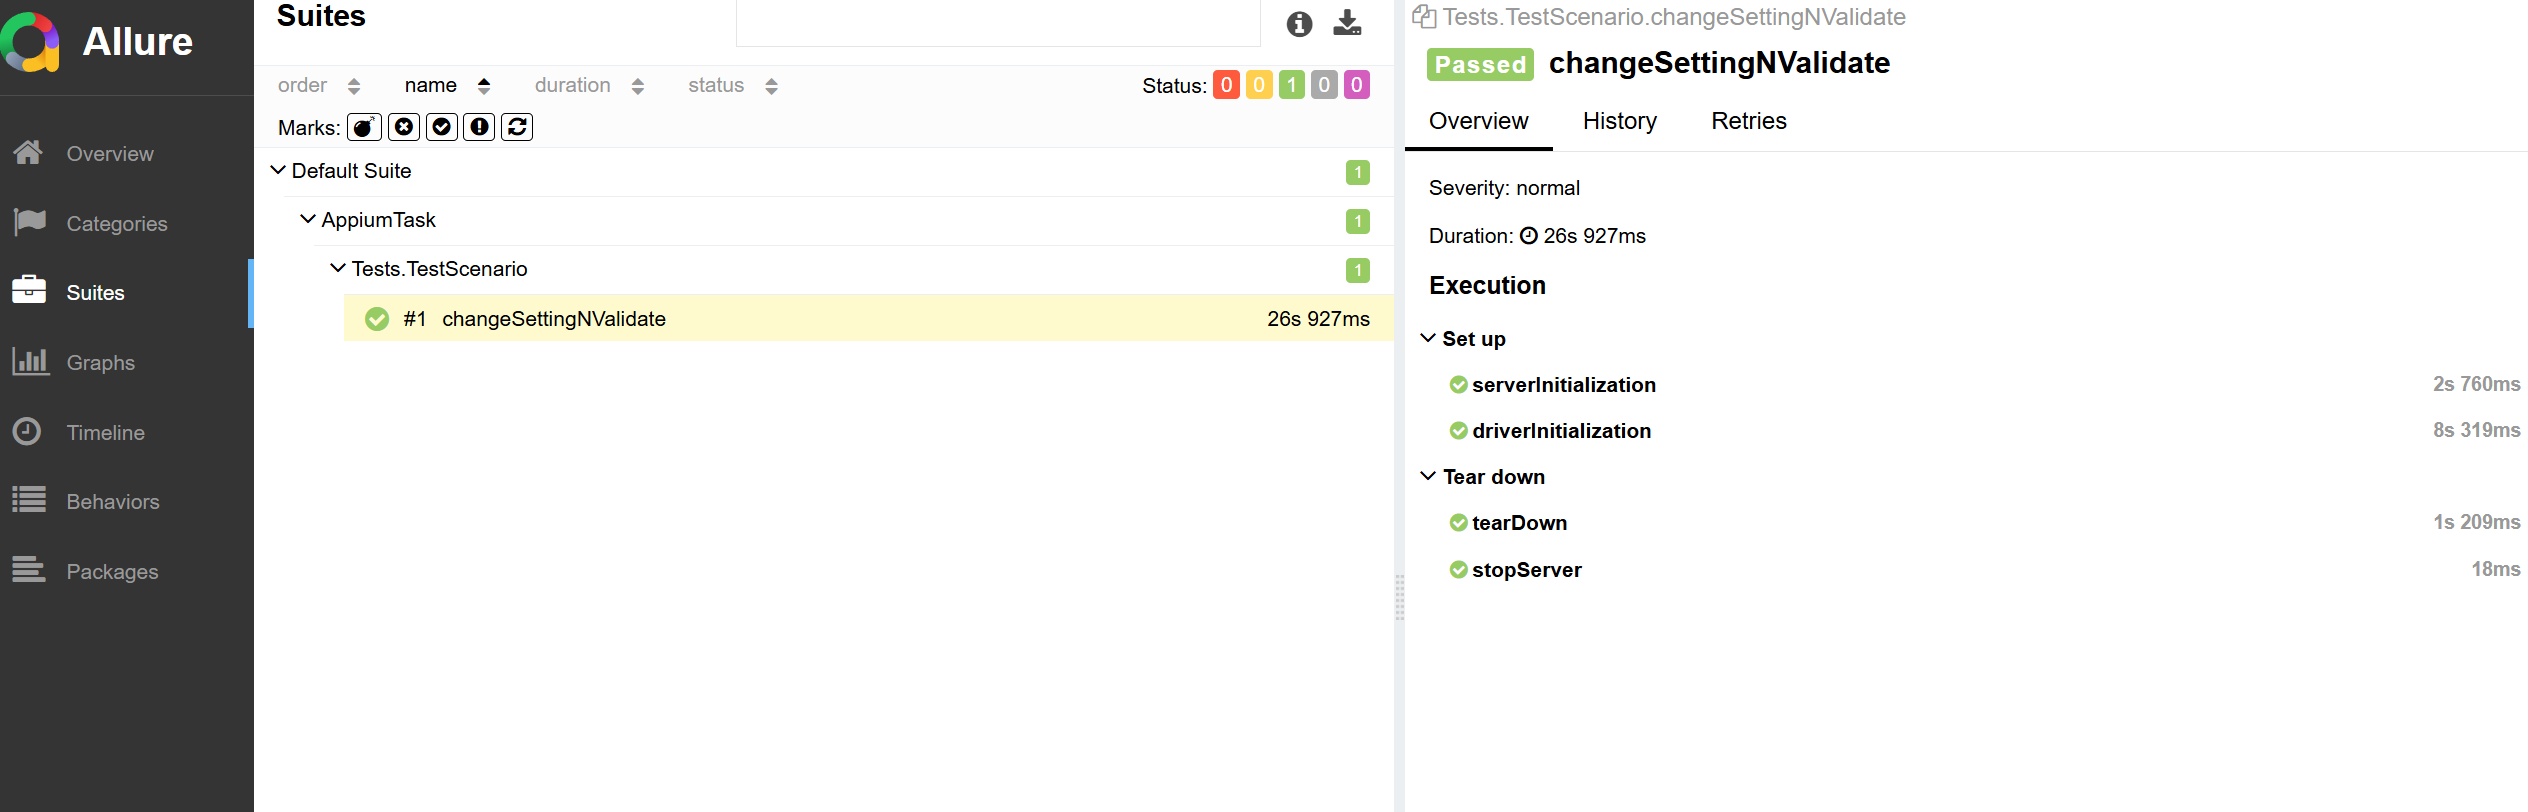 Allure
Overview
Categories
Suites
Graphs
Timeline
Behaviors
Packages
Suites
order name duration status Status: 0 0 1 0 0
Marks:
Default Suite 1
AppiumTask 1
Tests.TestScenario 1
#1 changeSettingNValidate 26s 927ms
Tests.TestScenario.changeSettingNValidate
Passed changeSettingNValidate
Overview History Retries
Severity: normal
Duration: 26s 927ms
Execution
Set up
serverInitialization 2s 760ms
driverInitialization 8s 319ms
Tear down
tearDown 1s 209ms
stopServer 18ms